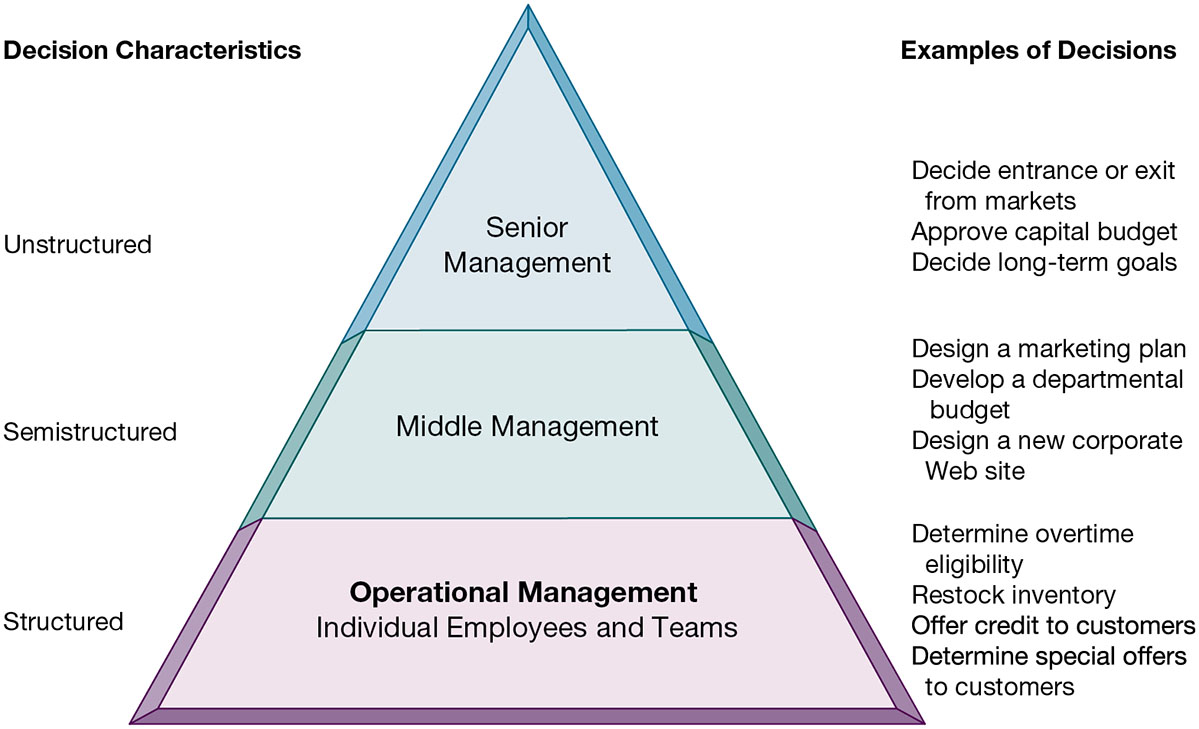 Decision Characteristics
Examples of Decisions
Unstructured
Senior
Management
Decide entrance or exit
from markets
Approve capital budget
Decide long-term goals
Semistructured
Middle Management
Design a marketing plan
Develop a departmental
budget
Design a new corporate
Web site
Structured
Operational Management
Individual Employees and Teams
Determine overtime
eligibility
Restock inventory
Offer credit to customers
Determine special offers
to customers